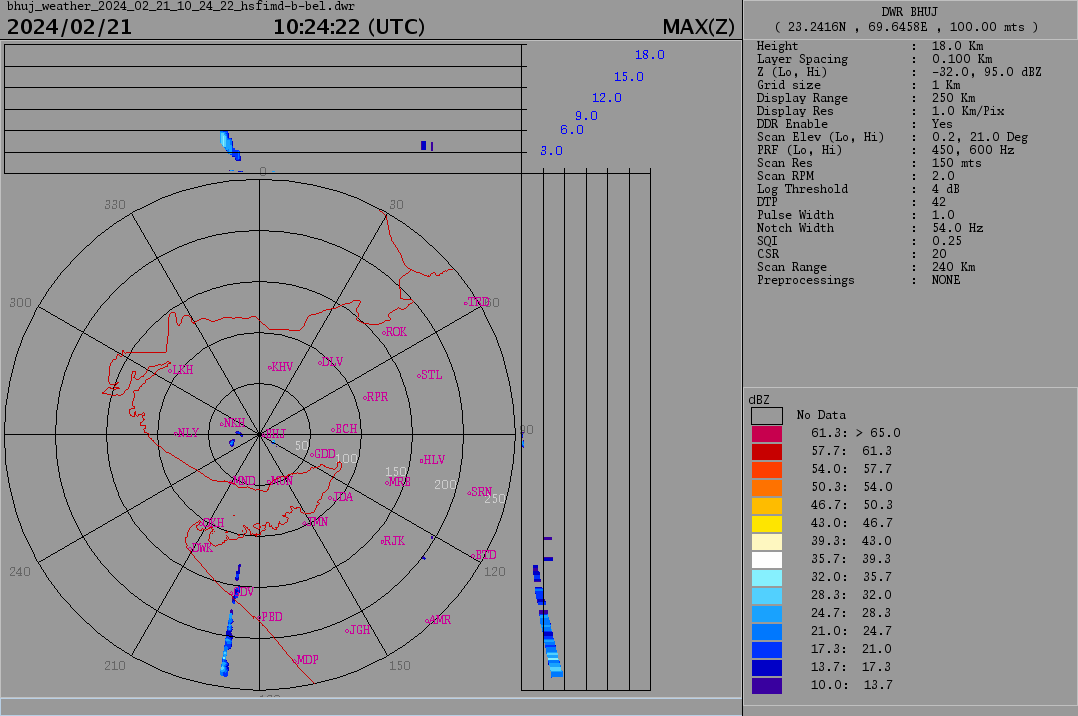 bhuj_weather_2024_02_21_10_24_22_hsfimd-b-bel.dwr
2024/02/21 10:24:22 (UTC) MAX(Z)
18.0
15.0
12.0
9.0
6.0
3.0
0
330 30
300 60
TRD
ROK
LKH KHV DLV
STL
RPR
NKH
NLY BHJ BCH 90
50 GDD
100 HLV
150
MND MUN MRB 200
JDA SRN
250
OKH JMN
DWK RJK
BTD
240 120
PDV
PBD
JGH AMR
210 MDP 150
DWR BHUJ
( 23.2416N , 69.6458E , 100.00 mts )
Height : 18.0 Km
Layer Spacing : 0.100 Km
Z (Lo, Hi) : -32.0, 95.0 dBZ
Grid size : 1 Km
Display Range : 250 Km
Display Res : 1.0 Km/Pix
DDR Enable : Yes
Scan Elev (Lo, Hi) : 0.2, 21.0 Deg
PRF (Lo, Hi) : 450, 600 Hz
Scan Res : 150 mts
Scan RPM : 2.0
Log Threshold : 4 dB
DTP : 42
Pulse Width : 1.0
Notch Width : 54.0 Hz
SQI : 0.25
CSR : 20
Scan Range : 240 Km
Preprocessings : NONE
dBZ
No Data
61.3: > 65.0
57.7: 61.3
54.0: 57.7
50.3: 54.0
46.7: 50.3
43.0: 46.7
39.3: 43.0
35.7: 39.3
32.0: 35.7
28.3: 32.0
24.7: 28.3
21.0: 24.7
17.3: 21.0
13.7: 17.3
10.0: 13.7